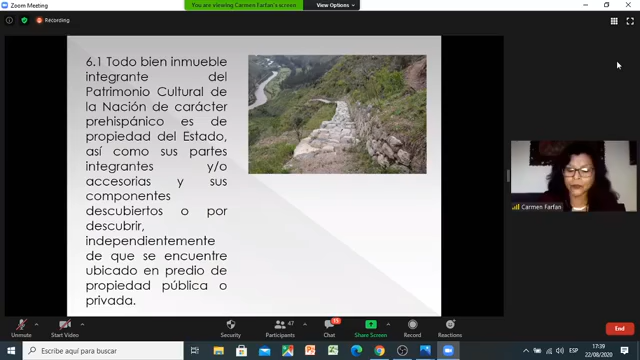 Zoom Meeting
You are viewing Carmen Farfan's screen
View Options
Recording
6.1 Todo bien inmueble
integrante del
Patrimonio Cultural de
la Nación de carácter
prehispánico es de
propiedad del Estado,
así como sus partes
integrantes y/o
accesorias y sus
componentes
descubiertos o por
descubrir,
independientemente
de que se encuentre
ubicado en predio de
propiedad pública o
privada.
Carmen Farfan
Unmute
Start Video
Security
47
Participants
35
Chat
Share Screen
Record
Reactions
End
Escribe aquí para buscar
ESP
17:39
22/08/2020